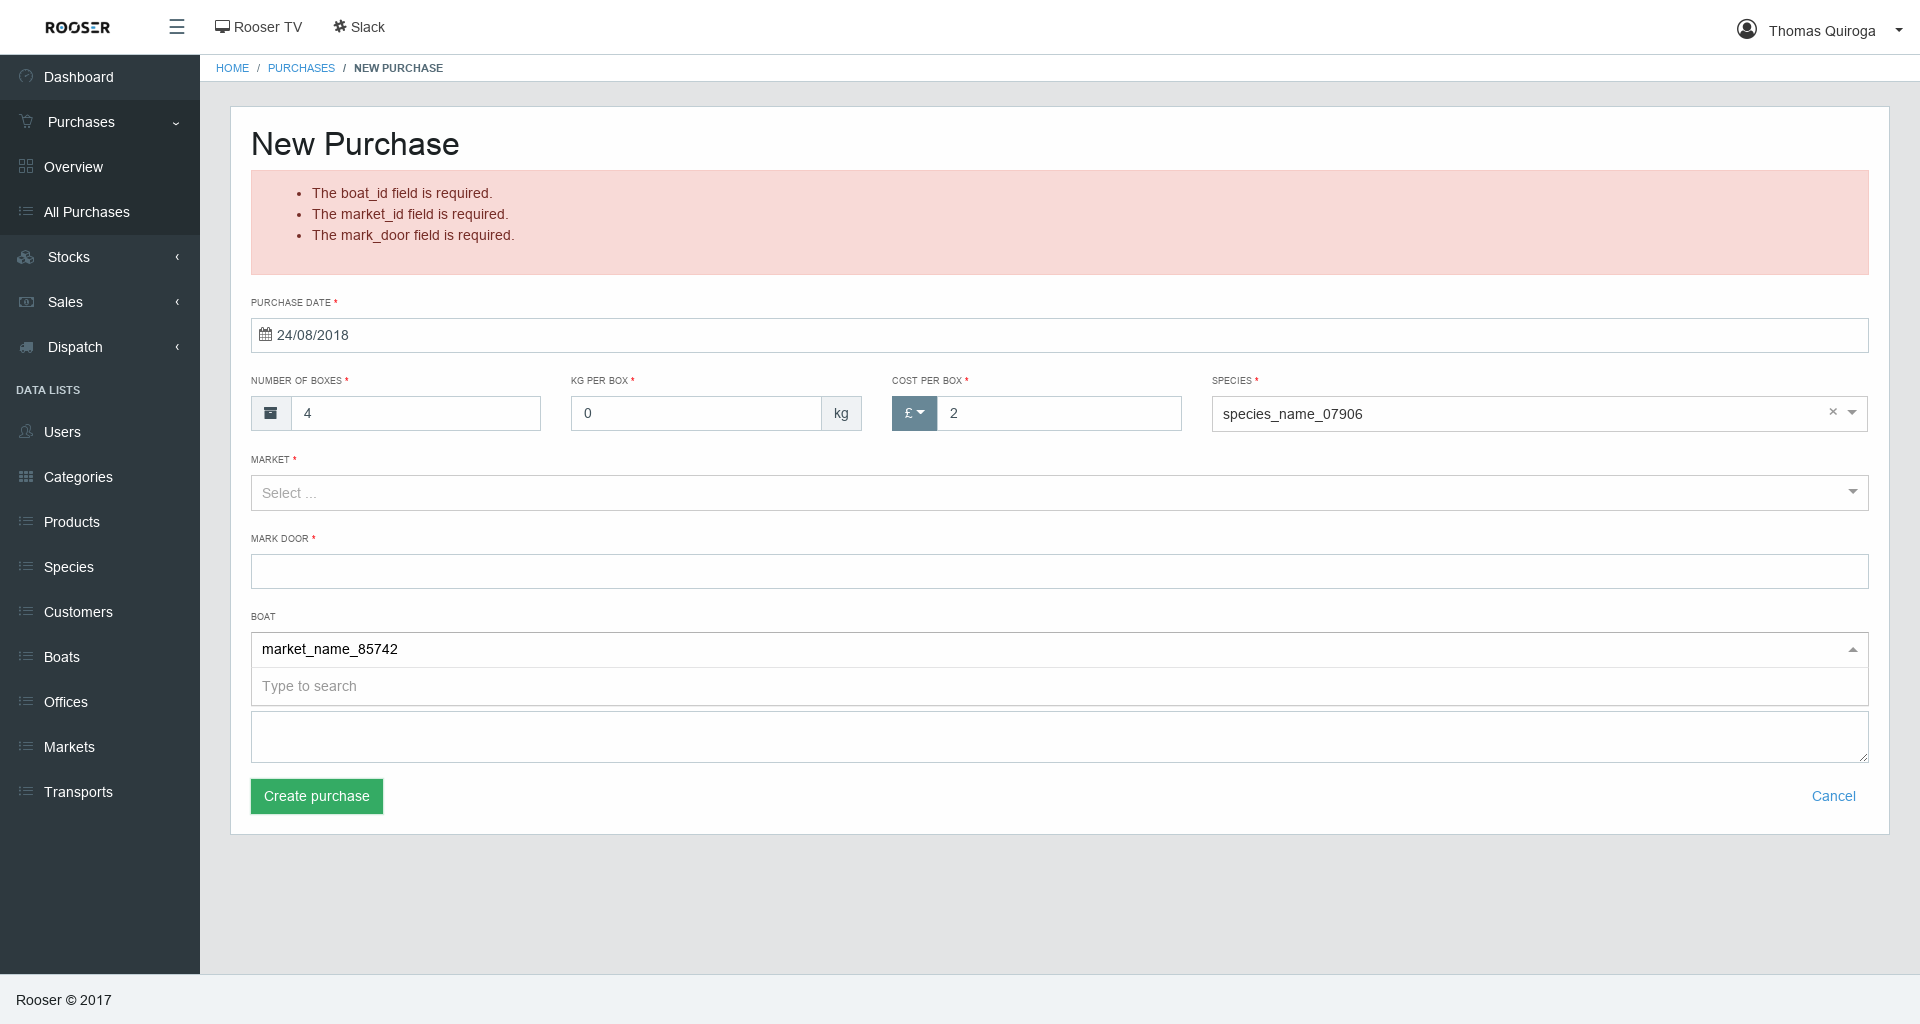 ROOSER
Rooser TV
Slack
Thomas Quiroga
HOME / PURCHASES / NEW PURCHASE
Dashboard
Purchases
Overview
All Purchases
Stocks
Sales
Dispatch
DATA LISTS
Users
Categories
Products
Species
Customers
Boats
Offices
Markets
Transports
New Purchase
• The boat_id field is required.
• The market_id field is required.
• The mark_door field is required.
PURCHASE DATE *
24/08/2018
NUMBER OF BOXES *
4
KG PER BOX *
0 kg
COST PER BOX *
£ 2
SPECIES *
species_name_07906 ×
MARKET *
Select ...
MARK DOOR *
BOAT
market_name_85742
Type to search
Create purchase
Cancel
Rooser © 2017